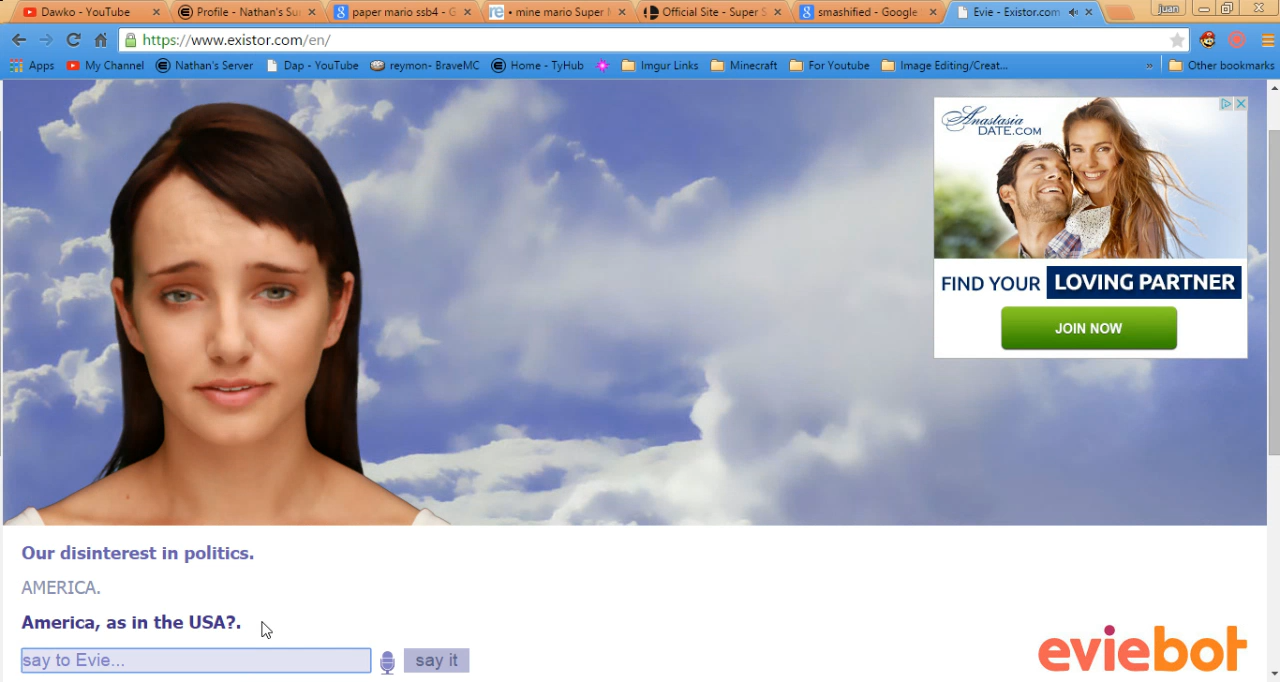 Dawko - YouTube
Profile - Nathan's Su
paper mario ssb4 - G
• mine mario Super
Official Site - Super S
smashified - Google
Evie - Existor.com
Juan
https://www.existor.com/en/
Apps
My Channel
Nathan's Server
Dap - YouTube
reymon- BraveMC
Home - TyHub
Imgur Links
Minecraft
For Youtube
Image Editing/Creat...
»
Other bookmarks
Anastasia
DATE.COM
FIND YOUR LOVING PARTNER
JOIN NOW
Our disinterest in politics.
AMERICA.
America, as in the USA?.
say to Evie...
say it
eviebot